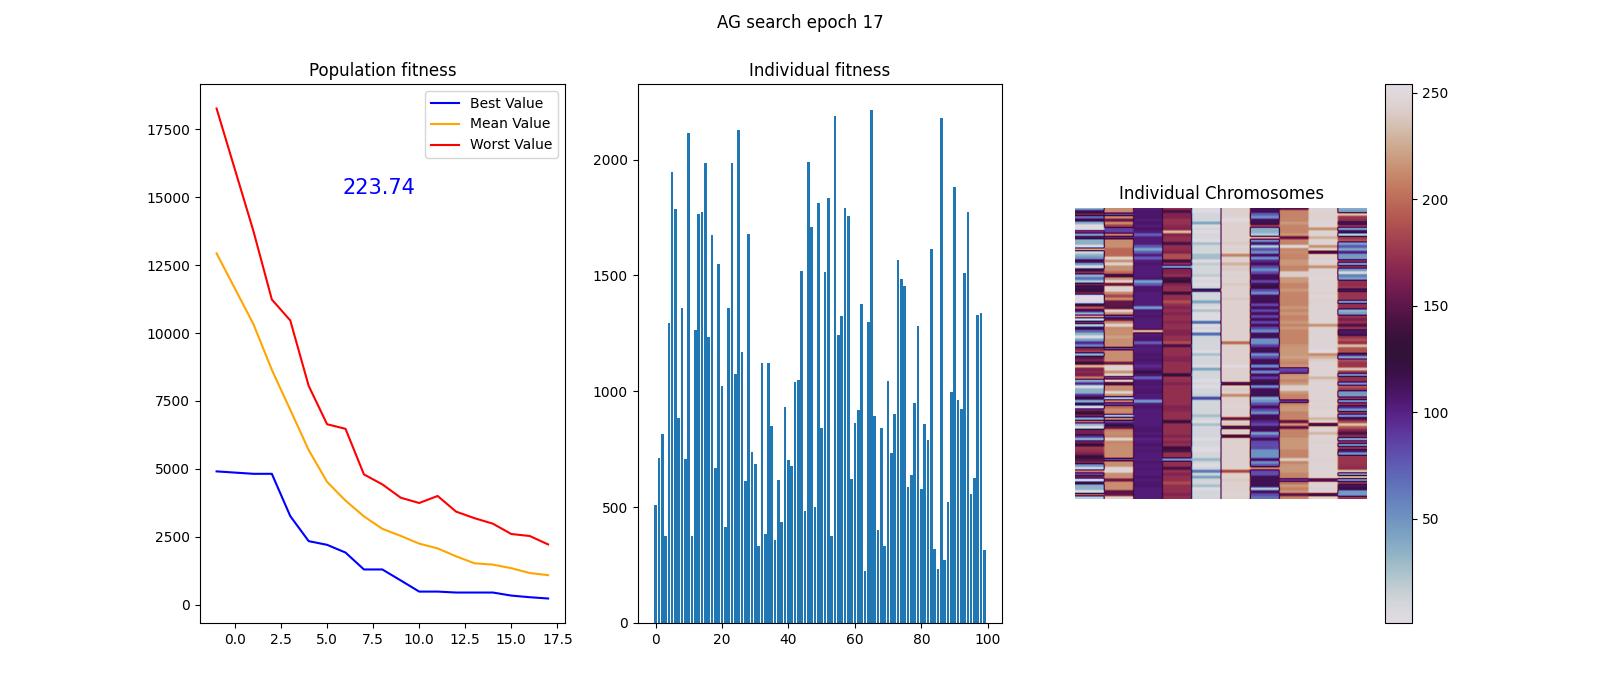 AG search epoch 17
Population fitness
Best Value
Mean Value
Worst Value
223.74
17500
15000
12500
10000
7500
5000
2500
0
0.0 2.5 5.0 7.5 10.0 12.5 15.0 17.5
Individual fitness
2000
1500
1000
500
0
0 20 40 60 80 100
Individual Chromosomes
250
200
150
100
50